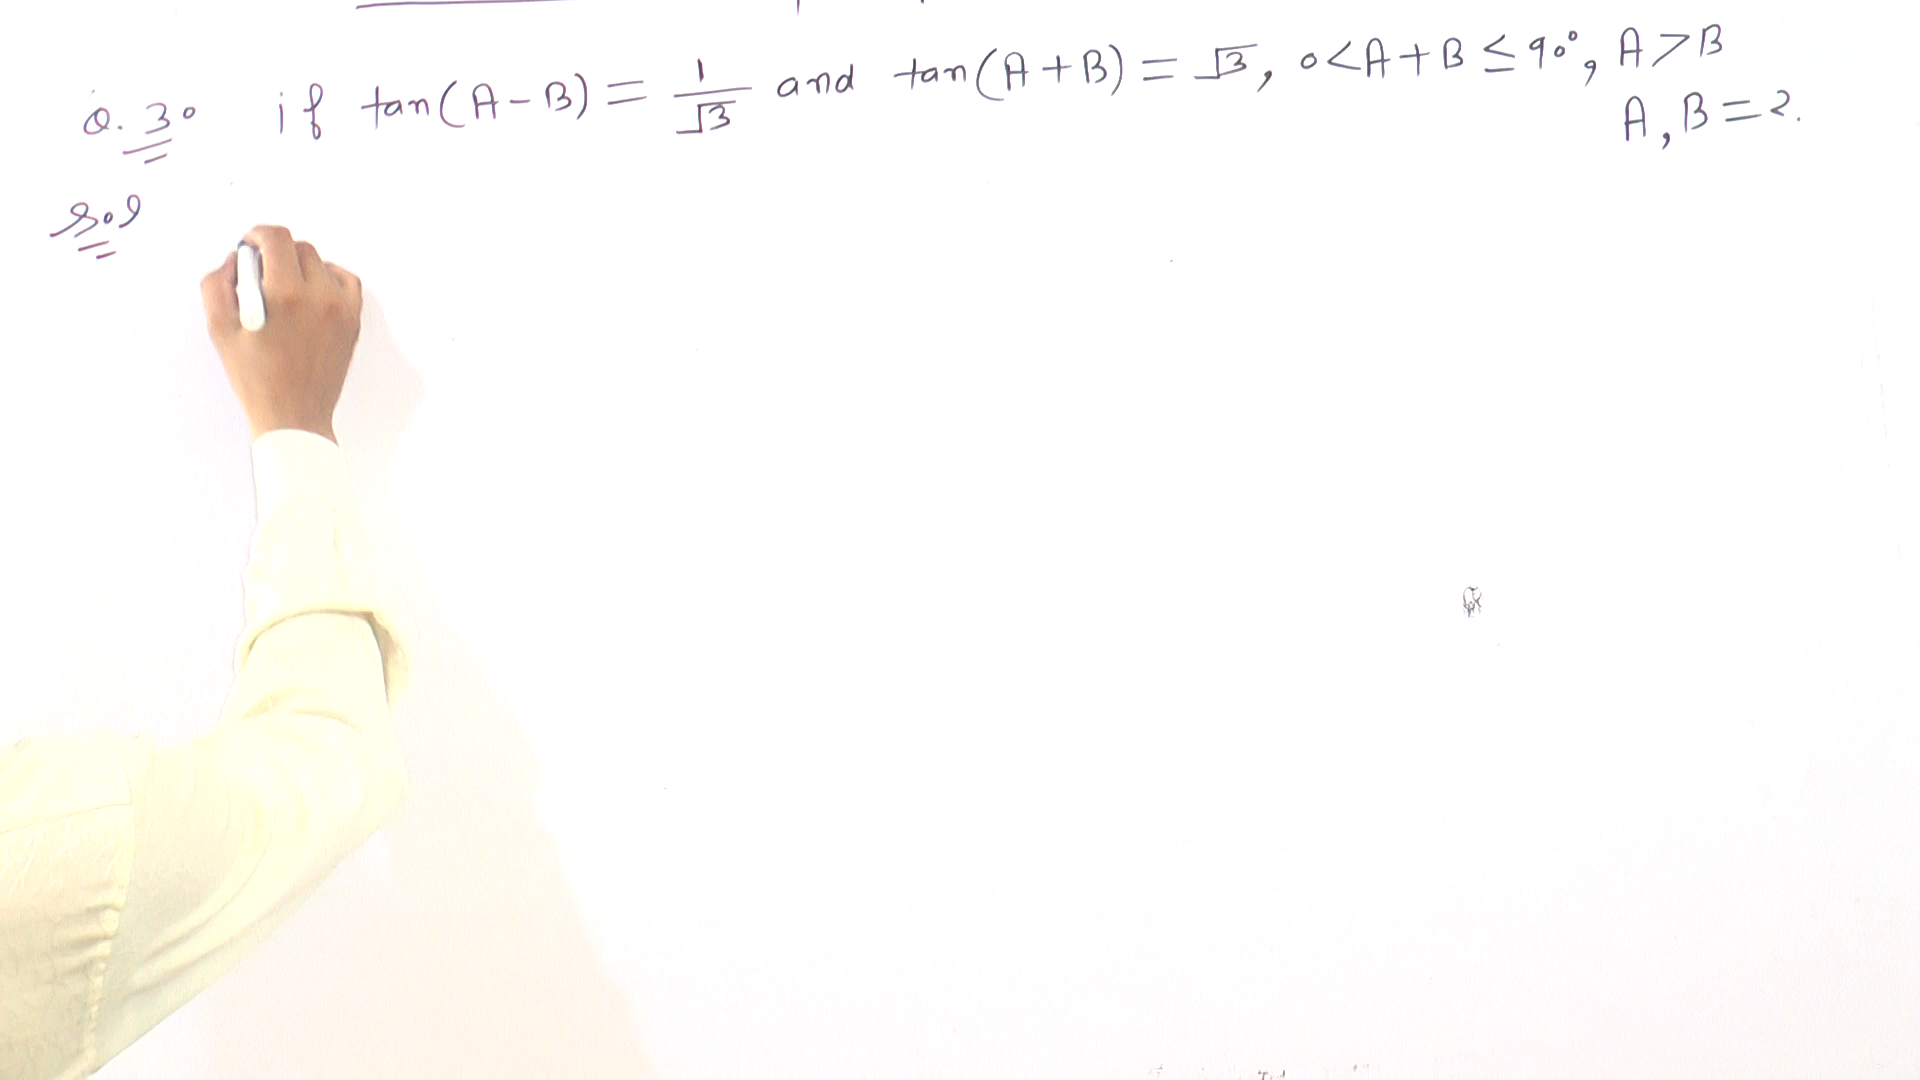 Q. 30 if tan(A-B) = 1/√3 and tan(A+B) = √3, 0<A+B ≤ 90°, A>B
A, B = ?.
Sol